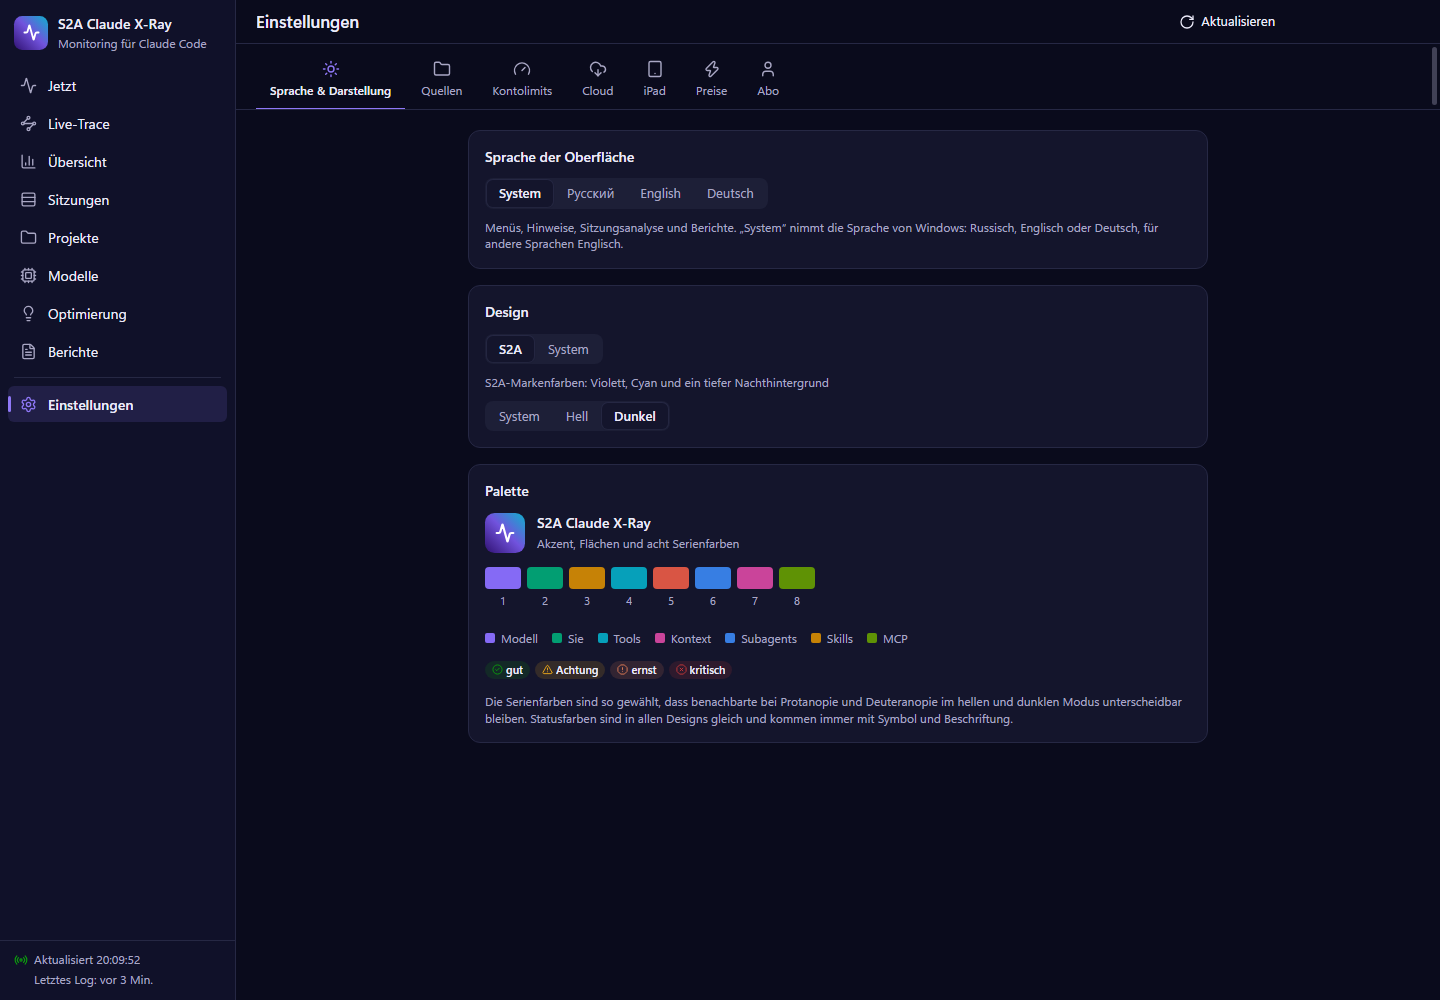 S2A Claude X-Ray
Monitoring für Claude Code
Jetzt
Live-Trace
Übersicht
Sitzungen
Projekte
Modelle
Optimierung
Berichte
Einstellungen
Aktualisiert 20:09:52
Letztes Log: vor 3 Min.
Einstellungen
Aktualisieren
Sprache & Darstellung
Quellen
Kontolimits
Cloud
iPad
Preise
Abo
Sprache der Oberfläche
System Русский English Deutsch
Menüs, Hinweise, Sitzungsanalyse und Berichte. „System“ nimmt die Sprache von Windows: Russisch, Englisch oder Deutsch, für
andere Sprachen Englisch.
Design
S2A System
S2A-Markenfarben: Violett, Cyan und ein tiefer Nachthintergrund
System Hell Dunkel
Palette
S2A Claude X-Ray
Akzent, Flächen und acht Serienfarben
1 2 3 4 5 6 7 8
Modell Sie Tools Kontext Subagents Skills MCP
gut Achtung ernst kritisch
Die Serienfarben sind so gewählt, dass benachbarte bei Protanopie und Deuteranopie im hellen und dunklen Modus unterscheidbar
bleiben. Statusfarben sind in allen Designs gleich und kommen immer mit Symbol und Beschriftung.